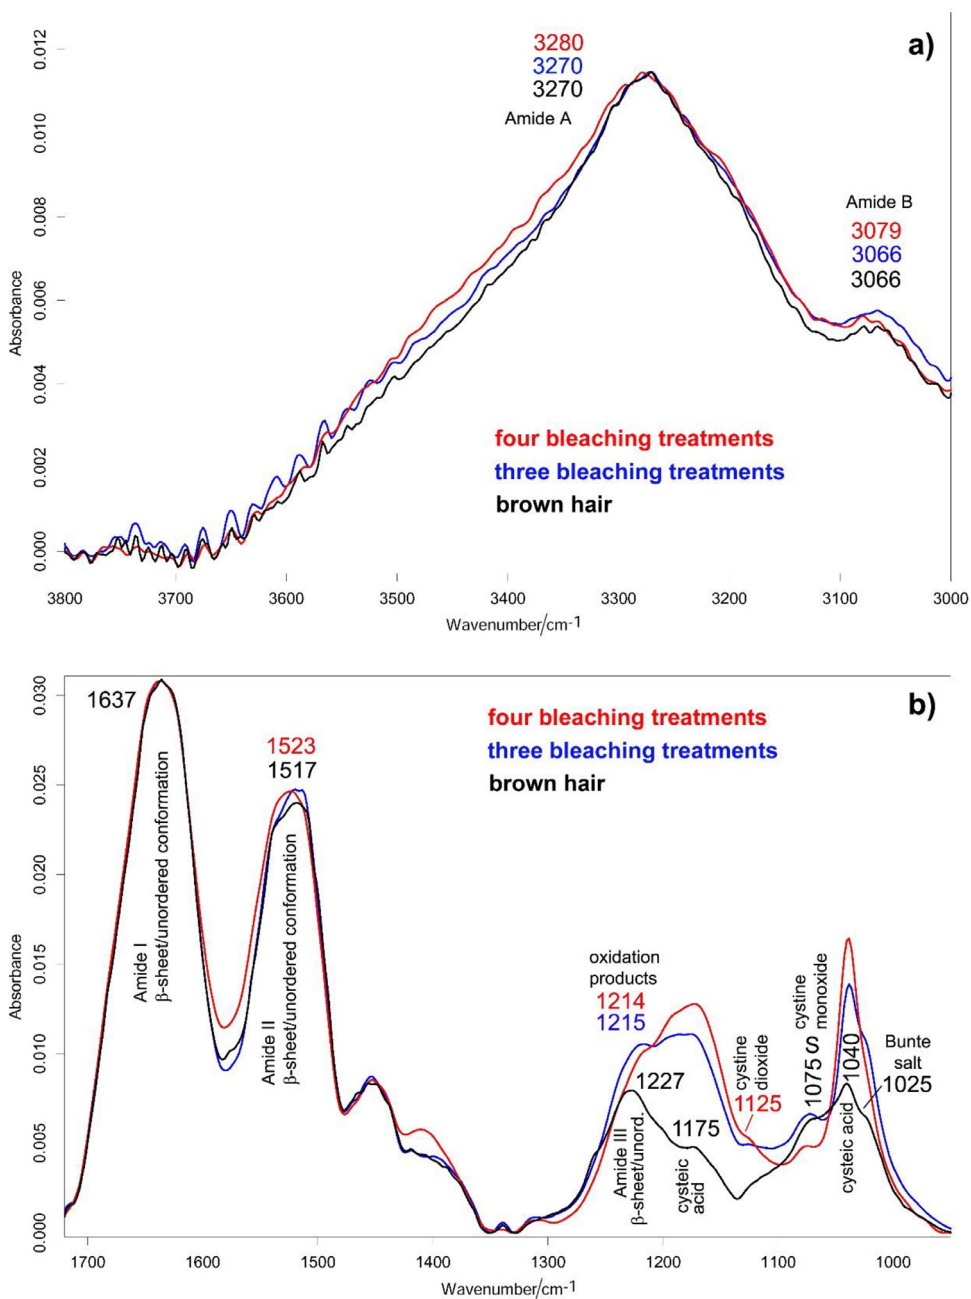 a)
0.012
0.010
0.008
0.006
0.004
0.002
0.000
Absorbance
3280
3270
3270
Amide A
Amide B
3079
3066
3066
four bleaching treatments
three bleaching treatments
brown hair
3800 3700 3600 3500 3400 3300 3200 3100 3000
Wavenumber/cm-1
b)
0.030
0.025
0.020
0.015
0.010
0.005
0.000
Absorbance
four bleaching treatments
three bleaching treatments
brown hair
1637
Amide I
β-sheet/unordered conformation
1523
1517
Amide II
β-sheet/unordered conformation
oxidation
products
1214
1215
1227
Amide III
β-sheet/unord.
1175
cysteic
acid
cystine
dioxide
1125
cystine
monoxide
1075 S
1040
cysteic acid
Bunte
salt
1025
1700 1600 1500 1400 1300 1200 1100 1000
Wavenumber/cm-1